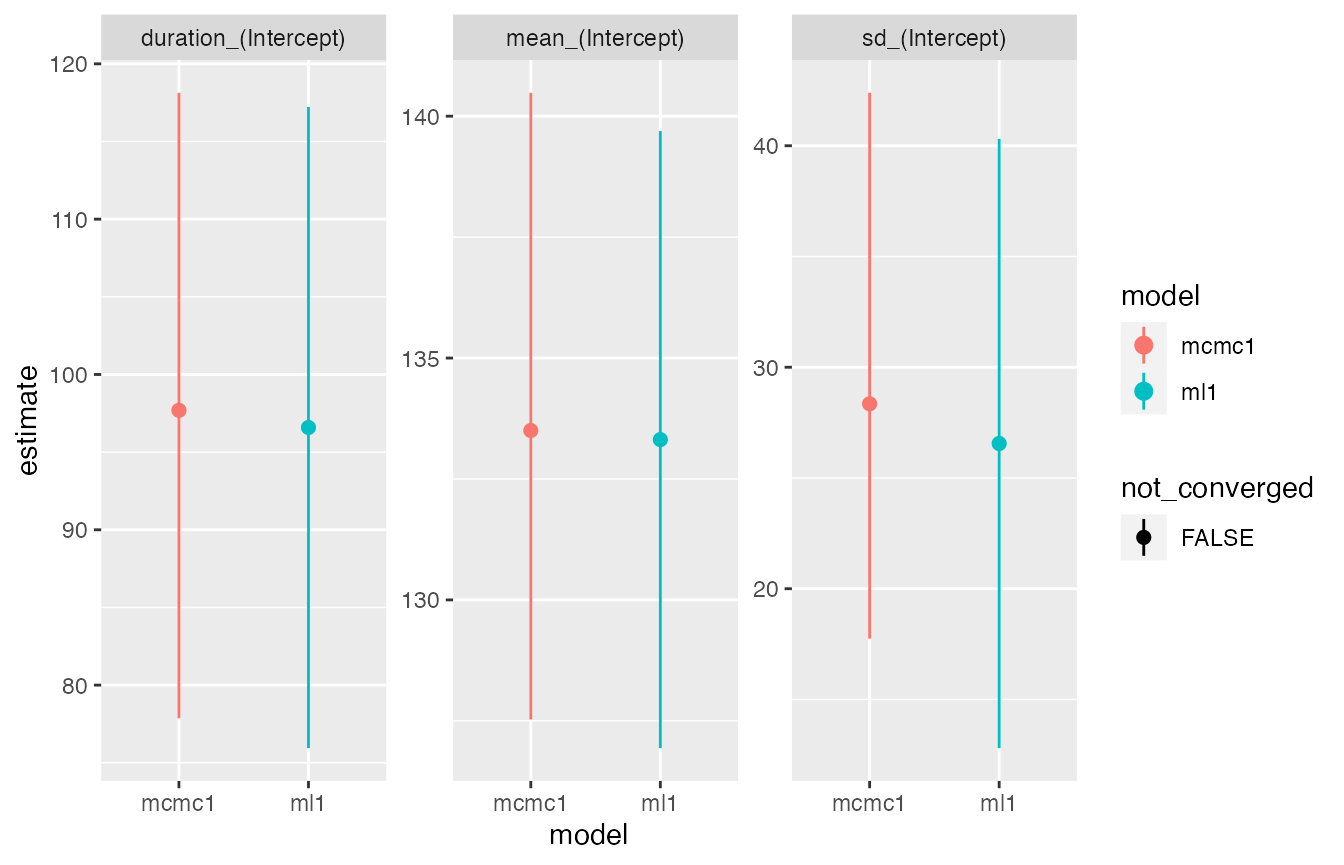 duration_(Intercept)
mean_(Intercept)
sd_(Intercept)
estimate
120
110
100
90
80
140
135
130
40
30
20
mcmc1
ml1
mcmc1
ml1
mcmc1
ml1
model
model
mcmc1
ml1
not_converged
FALSE